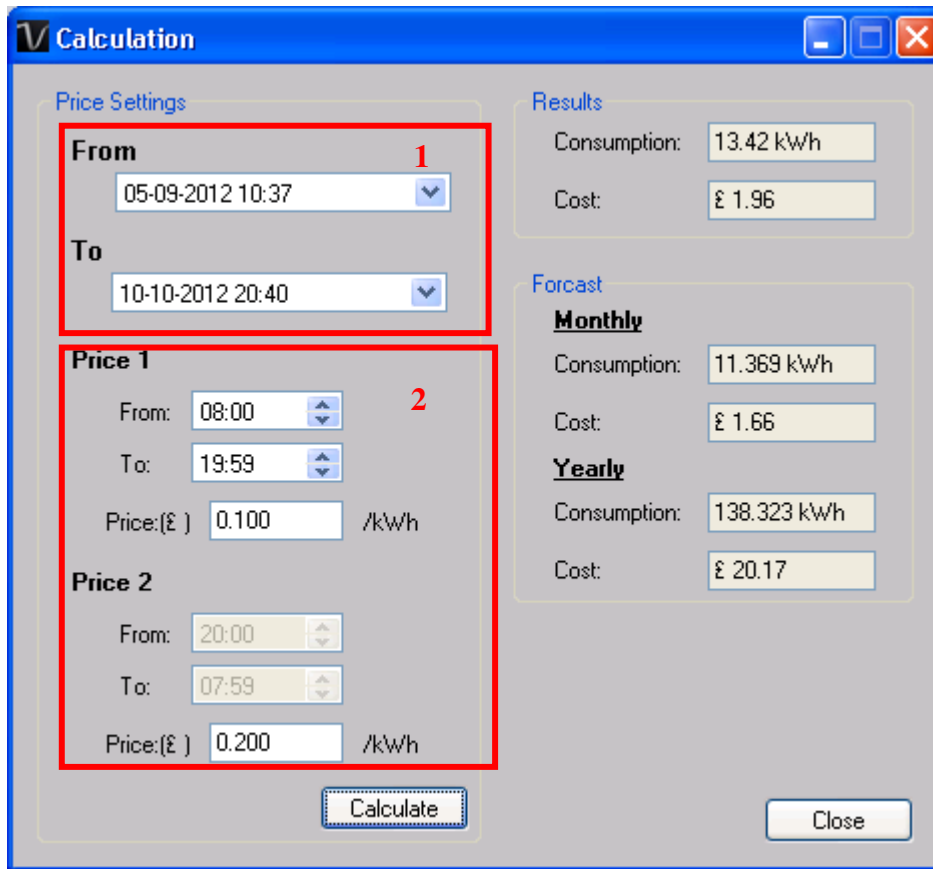 Calculation
Price Settings
From
1
05-09-2012 10:37
To
10-10-2012 20:40
Price 1
2
From: 08:00
To: 19:59
Price:(£ ) 0.100 /kWh
Price 2
From: 20:00
To: 07:59
Price:(£ ) 0.200 /kWh
Calculate
Results
Consumption: 13.42 kWh
Cost: £ 1.96
Forcast
Monthly
Consumption: 11.369 kWh
Cost: £ 1.66
Yearly
Consumption: 138.323 kWh
Cost: £ 20.17
Close